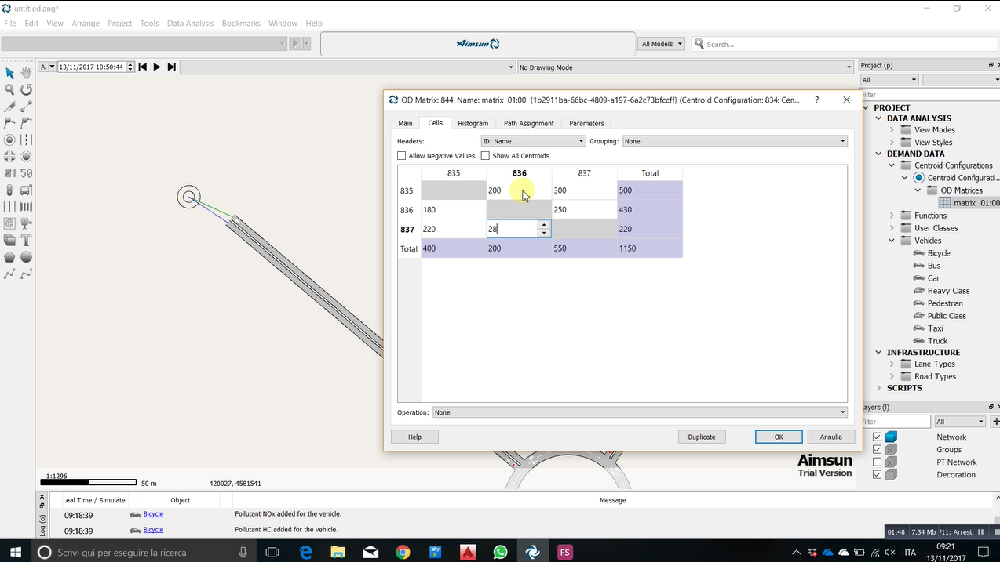 untitled.ang*
File Edit View Arrange Project Tools Data Analysis Bookmarks Window Help
Aimsun
All Models
Search...
A
13/11/2017 10:50:44
No Drawing Mode
Project (p)
All
Filter
PROJECT
DATA ANALYSIS
View Modes
View Styles
DEMAND DATA
Centroid Configurations
Centroid Configurati...
OD Matrices
matrix 01:00
Functions
User Classes
Vehicles
Bicycle
Bus
Car
Heavy Class
Pedestrian
Public Class
Taxi
Truck
INFRASTRUCTURE
Lane Types
Road Types
SCRIPTS
OD Matrix: 844, Name: matrix 01:00 {1b2911ba-66bc-4809-a197-6a2c73bfccff} (Centroid Configuration: 834: Cen...
?
Main Cells Histogram Path Assignment Parameters
Headers: ID: Name Grouping: None
Allow Negative Values Show All Centroids
835 836 837 Total
835 200 300 500
836 180 250 430
837 220 28 220
Total 400 200 550 1150
Operation: None
Help Duplicate OK Annulla
50
ayers (l)
Filter
All
Network
Groups
PT Network
Decoration
Aimsun
Trial Version
1:1296
50 m
420027, 4581541
.eal Time / Simulate Object Message
09:18:39 Bicycle Pollutant NOx added for the vehicle.
09:18:39 Bicycle Pollutant HC added for the vehicle.
Log (o)
01:48 7.34 Mb -11: Arrest
Scrivi qui per eseguire la ricerca
sky
FS
ITA
09:21
13/11/2017